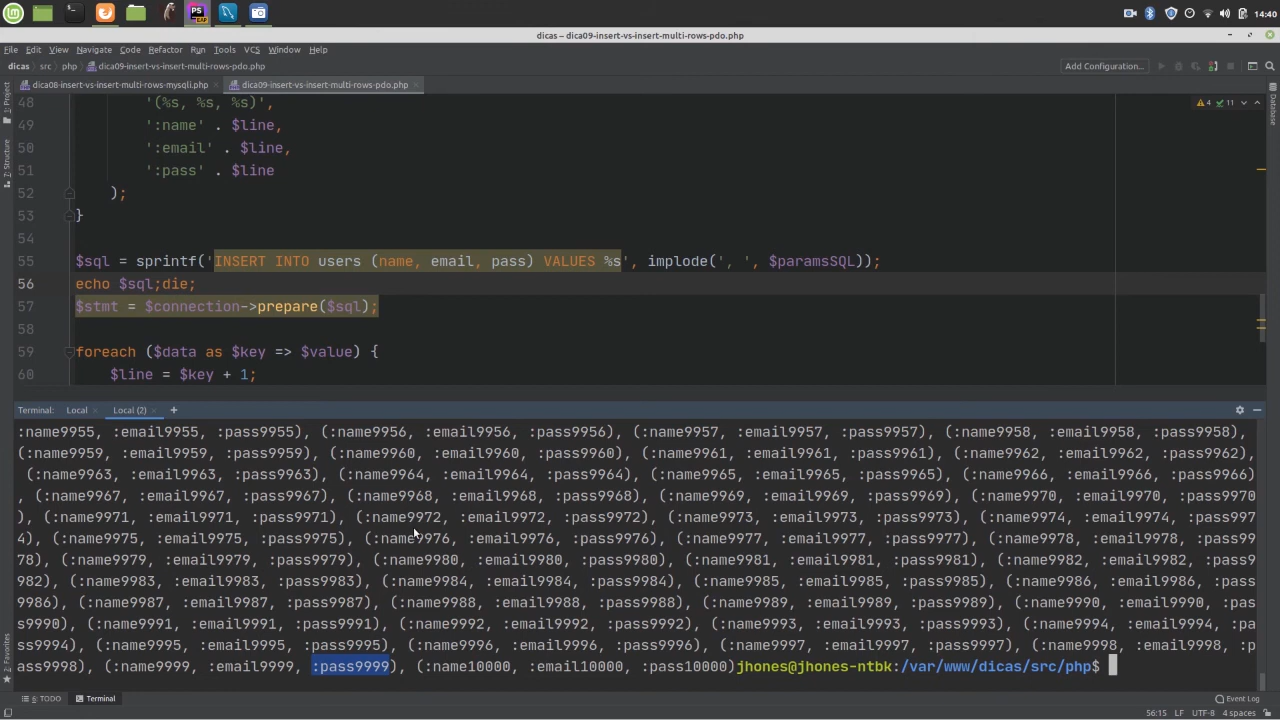 14:40
dicas – dica09-insert-vs-insert-multi-rows-pdo.php
File Edit View Navigate Code Refactor Run Tools VCS Window Help
dicas src php dica09-insert-vs-insert-multi-rows-pdo.php Add Configuration...
dica08-insert-vs-insert-multi-rows-mysqli.php dica09-insert-vs-insert-multi-rows-pdo.php
1: Project
7: Structure
2: Favorites
Database
4 11
48 '(%s, %s, %s)',
49 ':name' . $line,
50 ':email' . $line,
51 ':pass' . $line
52 );
53 }
54
55 $sql = sprintf('INSERT INTO users (name, email, pass) VALUES %s', implode(', ', $paramsSQL));
56 echo $sql;die;
57 $stmt = $connection->prepare($sql);
58
59 foreach ($data as $key => $value) {
60 $line = $key + 1;
Terminal: Local Local (2) +
:name9955, :email9955, :pass9955), (:name9956, :email9956, :pass9956), (:name9957, :email9957, :pass9957), (:name9958, :email9958, :pass9958),
(:name9959, :email9959, :pass9959), (:name9960, :email9960, :pass9960), (:name9961, :email9961, :pass9961), (:name9962, :email9962, :pass9962),
(:name9963, :email9963, :pass9963), (:name9964, :email9964, :pass9964), (:name9965, :email9965, :pass9965), (:name9966, :email9966, :pass9966)
, (:name9967, :email9967, :pass9967), (:name9968, :email9968, :pass9968), (:name9969, :email9969, :pass9969), (:name9970, :email9970, :pass9970
), (:name9971, :email9971, :pass9971), (:name9972, :email9972, :pass9972), (:name9973, :email9973, :pass9973), (:name9974, :email9974, :pass997
4), (:name9975, :email9975, :pass9975), (:name9976, :email9976, :pass9976), (:name9977, :email9977, :pass9977), (:name9978, :email9978, :pass99
78), (:name9979, :email9979, :pass9979), (:name9980, :email9980, :pass9980), (:name9981, :email9981, :pass9981), (:name9982, :email9982, :pass9
982), (:name9983, :email9983, :pass9983), (:name9984, :email9984, :pass9984), (:name9985, :email9985, :pass9985), (:name9986, :email9986, :pass
9986), (:name9987, :email9987, :pass9987), (:name9988, :email9988, :pass9988), (:name9989, :email9989, :pass9989), (:name9990, :email9990, :pas
s9990), (:name9991, :email9991, :pass9991), (:name9992, :email9992, :pass9992), (:name9993, :email9993, :pass9993), (:name9994, :email9994, :pa
ss9994), (:name9995, :email9995, :pass9995), (:name9996, :email9996, :pass9996), (:name9997, :email9997, :pass9997), (:name9998, :email9998, :p
ass9998), (:name9999, :email9999, :pass9999), (:name10000, :email10000, :pass10000)jhones@jhones-ntbk:/var/www/dicas/src/php$
6: TODO Terminal Event Log
56:15 LF UTF-8 4 spaces